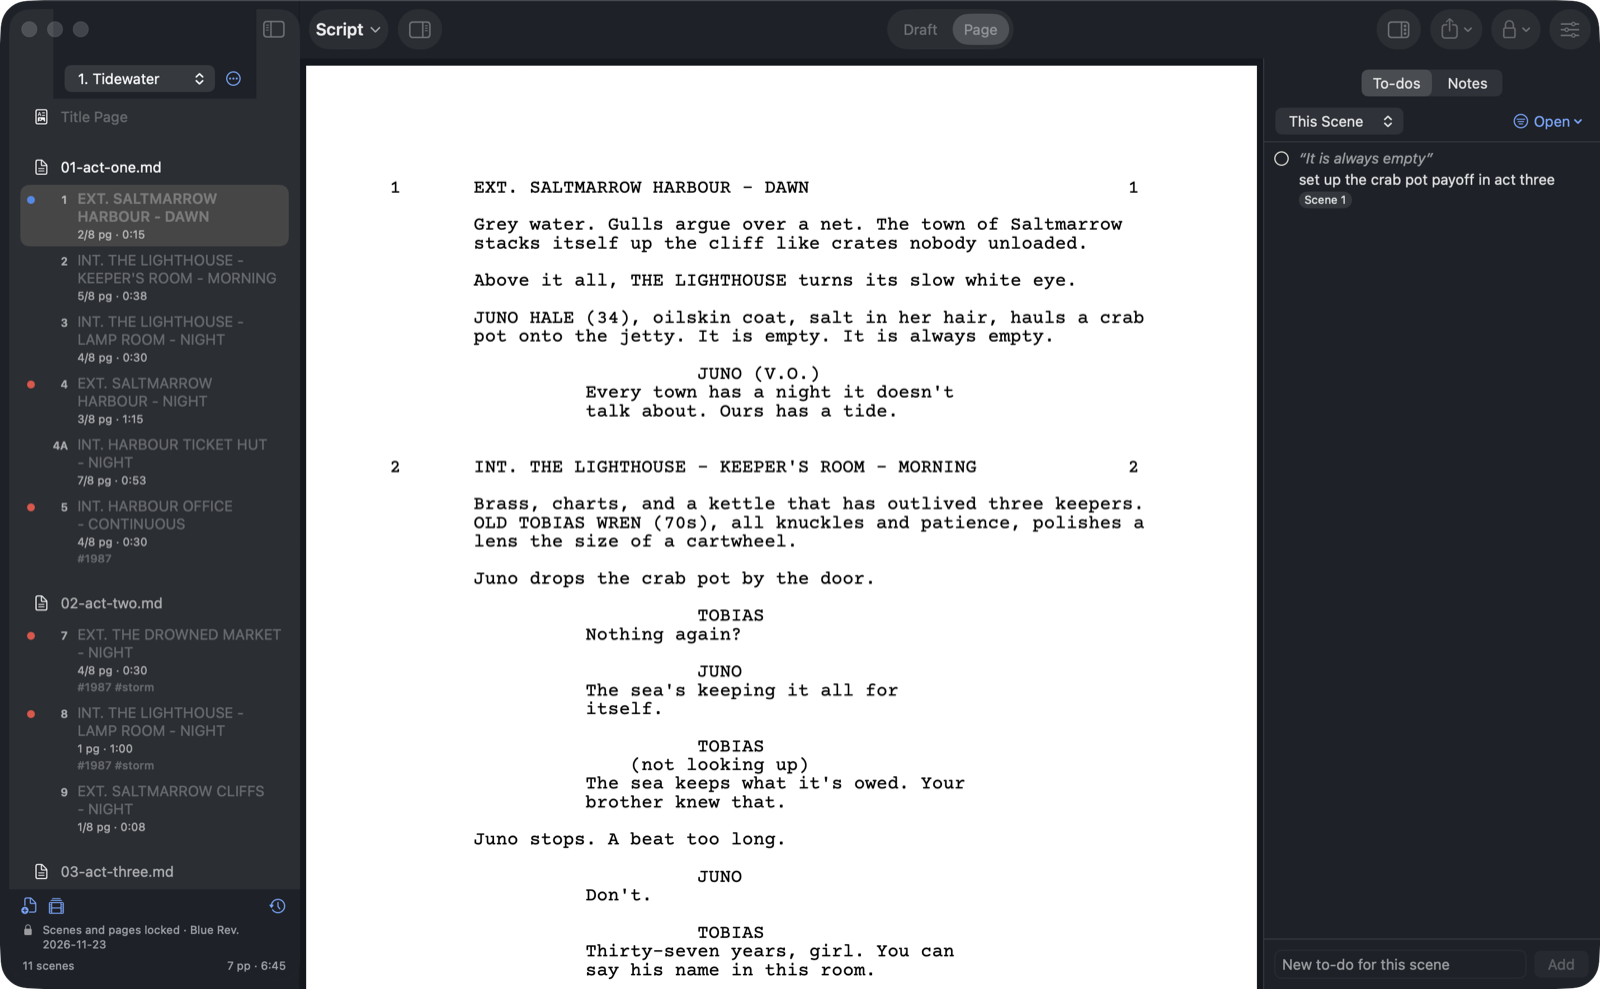 Script
Draft
Page
1. Tidewater
Title Page
01-act-one.md
1 EXT. SALTMARROW
HARBOUR - DAWN
2/8 pg · 0:15
2 INT. THE LIGHTHOUSE -
KEEPER'S ROOM - MORNING
5/8 pg · 0:38
3 INT. THE LIGHTHOUSE -
LAMP ROOM - NIGHT
4/8 pg · 0:30
4 EXT. SALTMARROW
HARBOUR - NIGHT
3/8 pg · 1:15
4A INT. HARBOUR TICKET HUT
- NIGHT
7/8 pg · 0:53
5 INT. HARBOUR OFFICE
- CONTINUOUS
4/8 pg · 0:30
#1987
02-act-two.md
7 EXT. THE DROWNED MARKET
- NIGHT
4/8 pg · 0:30
#1987 #storm
8 INT. THE LIGHTHOUSE -
LAMP ROOM - NIGHT
1 pg · 1:00
#1987 #storm
9 EXT. SALTMARROW CLIFFS
- NIGHT
1/8 pg · 0:08
03-act-three.md
Scenes and pages locked · Blue Rev.
2026-11-23
11 scenes 7 pp · 6:45
1 EXT. SALTMARROW HARBOUR - DAWN 1
Grey water. Gulls argue over a net. The town of Saltmarrow
stacks itself up the cliff like crates nobody unloaded.
Above it all, THE LIGHTHOUSE turns its slow white eye.
JUNO HALE (34), oilskin coat, salt in her hair, hauls a crab
pot onto the jetty. It is empty. It is always empty.
JUNO (V.O.)
Every town has a night it doesn't
talk about. Ours has a tide.
2 INT. THE LIGHTHOUSE - KEEPER'S ROOM - MORNING 2
Brass, charts, and a kettle that has outlived three keepers.
OLD TOBIAS WREN (70s), all knuckles and patience, polishes a
lens the size of a cartwheel.
Juno drops the crab pot by the door.
TOBIAS
Nothing again?
JUNO
The sea's keeping it all for
itself.
TOBIAS
(not looking up)
The sea keeps what it's owed. Your
brother knew that.
Juno stops. A beat too long.
JUNO
Don't.
TOBIAS
Thirty-seven years, girl. You can
say his name in this room.
To-dos
Notes
This Scene
Open
“It is always empty”
set up the crab pot payoff in act three
Scene 1
New to-do for this scene
Add